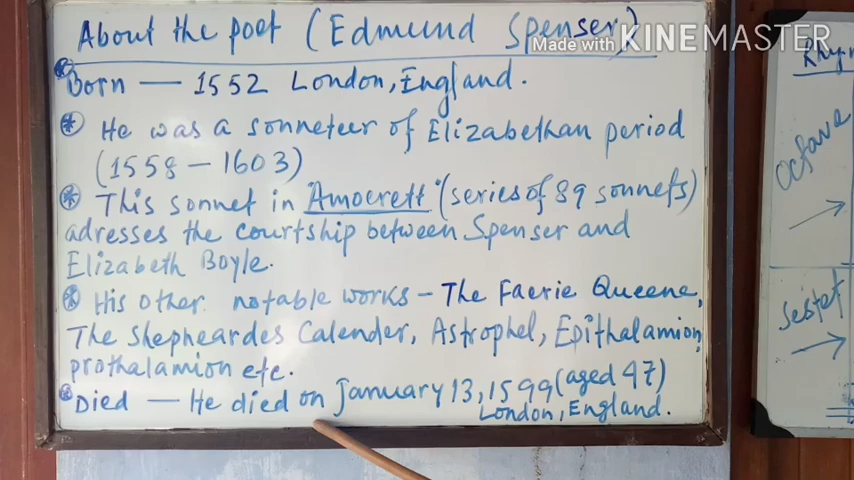 About the poet (Edmund Spenser)
Made with KINEMASTER
Born — 1552 London, England.
* He was a sonneteer of Elizabethan period
(1558 – 1603)
* This sonnet in "Amorett" (series of 89 sonnets)
adresses the courtship between Spenser and
Elizabeth Boyle.
* His other notable works – The Faerie Queene,
The Shepheardes Calender, Astrophel, Epithalamion,
prothalamion etc.
* Died — He died on January 13, 1599 (aged 47)
London, England.
Octave
Sestet